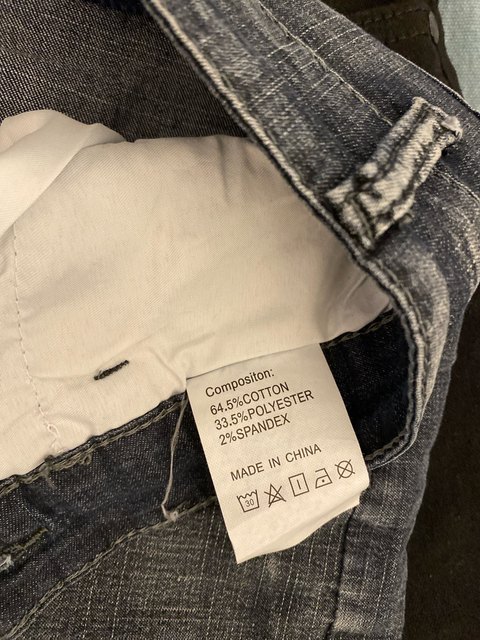 Compositon:
64.5%COTTON
33.5%POLYESTER
2%SPANDEX
MADE IN CHINA
30